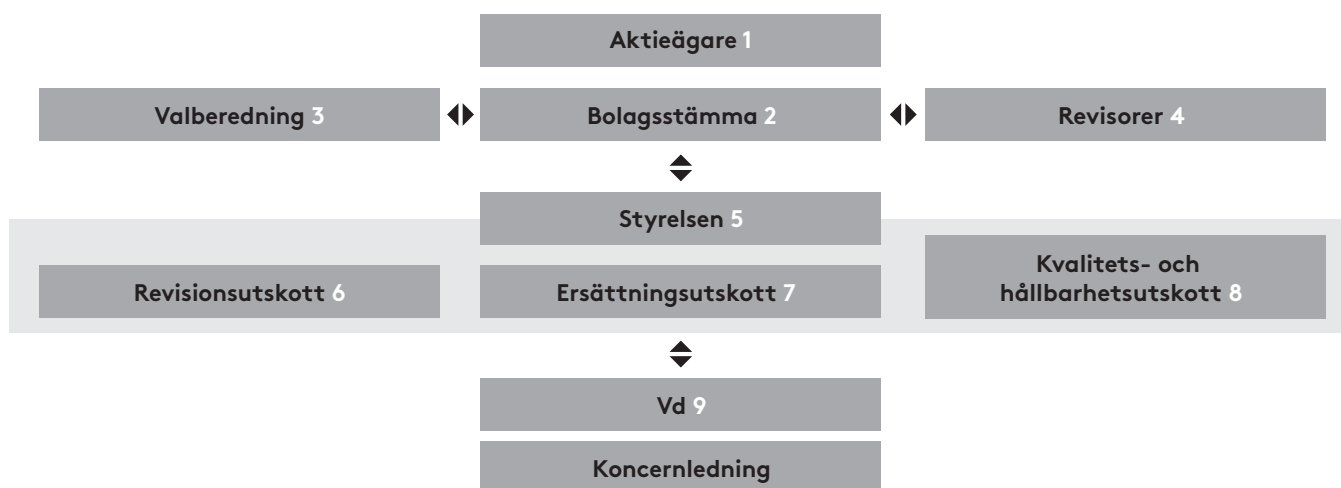 Aktieägare 1
Valberedning 3
Bolagsstämma 2
Revisorer 4
Styrelsen 5
Revisionsutskott 6
Ersättningsutskott 7
Kvalitets- och
hållbarhetsutskott 8
Vd 9
Koncernledning